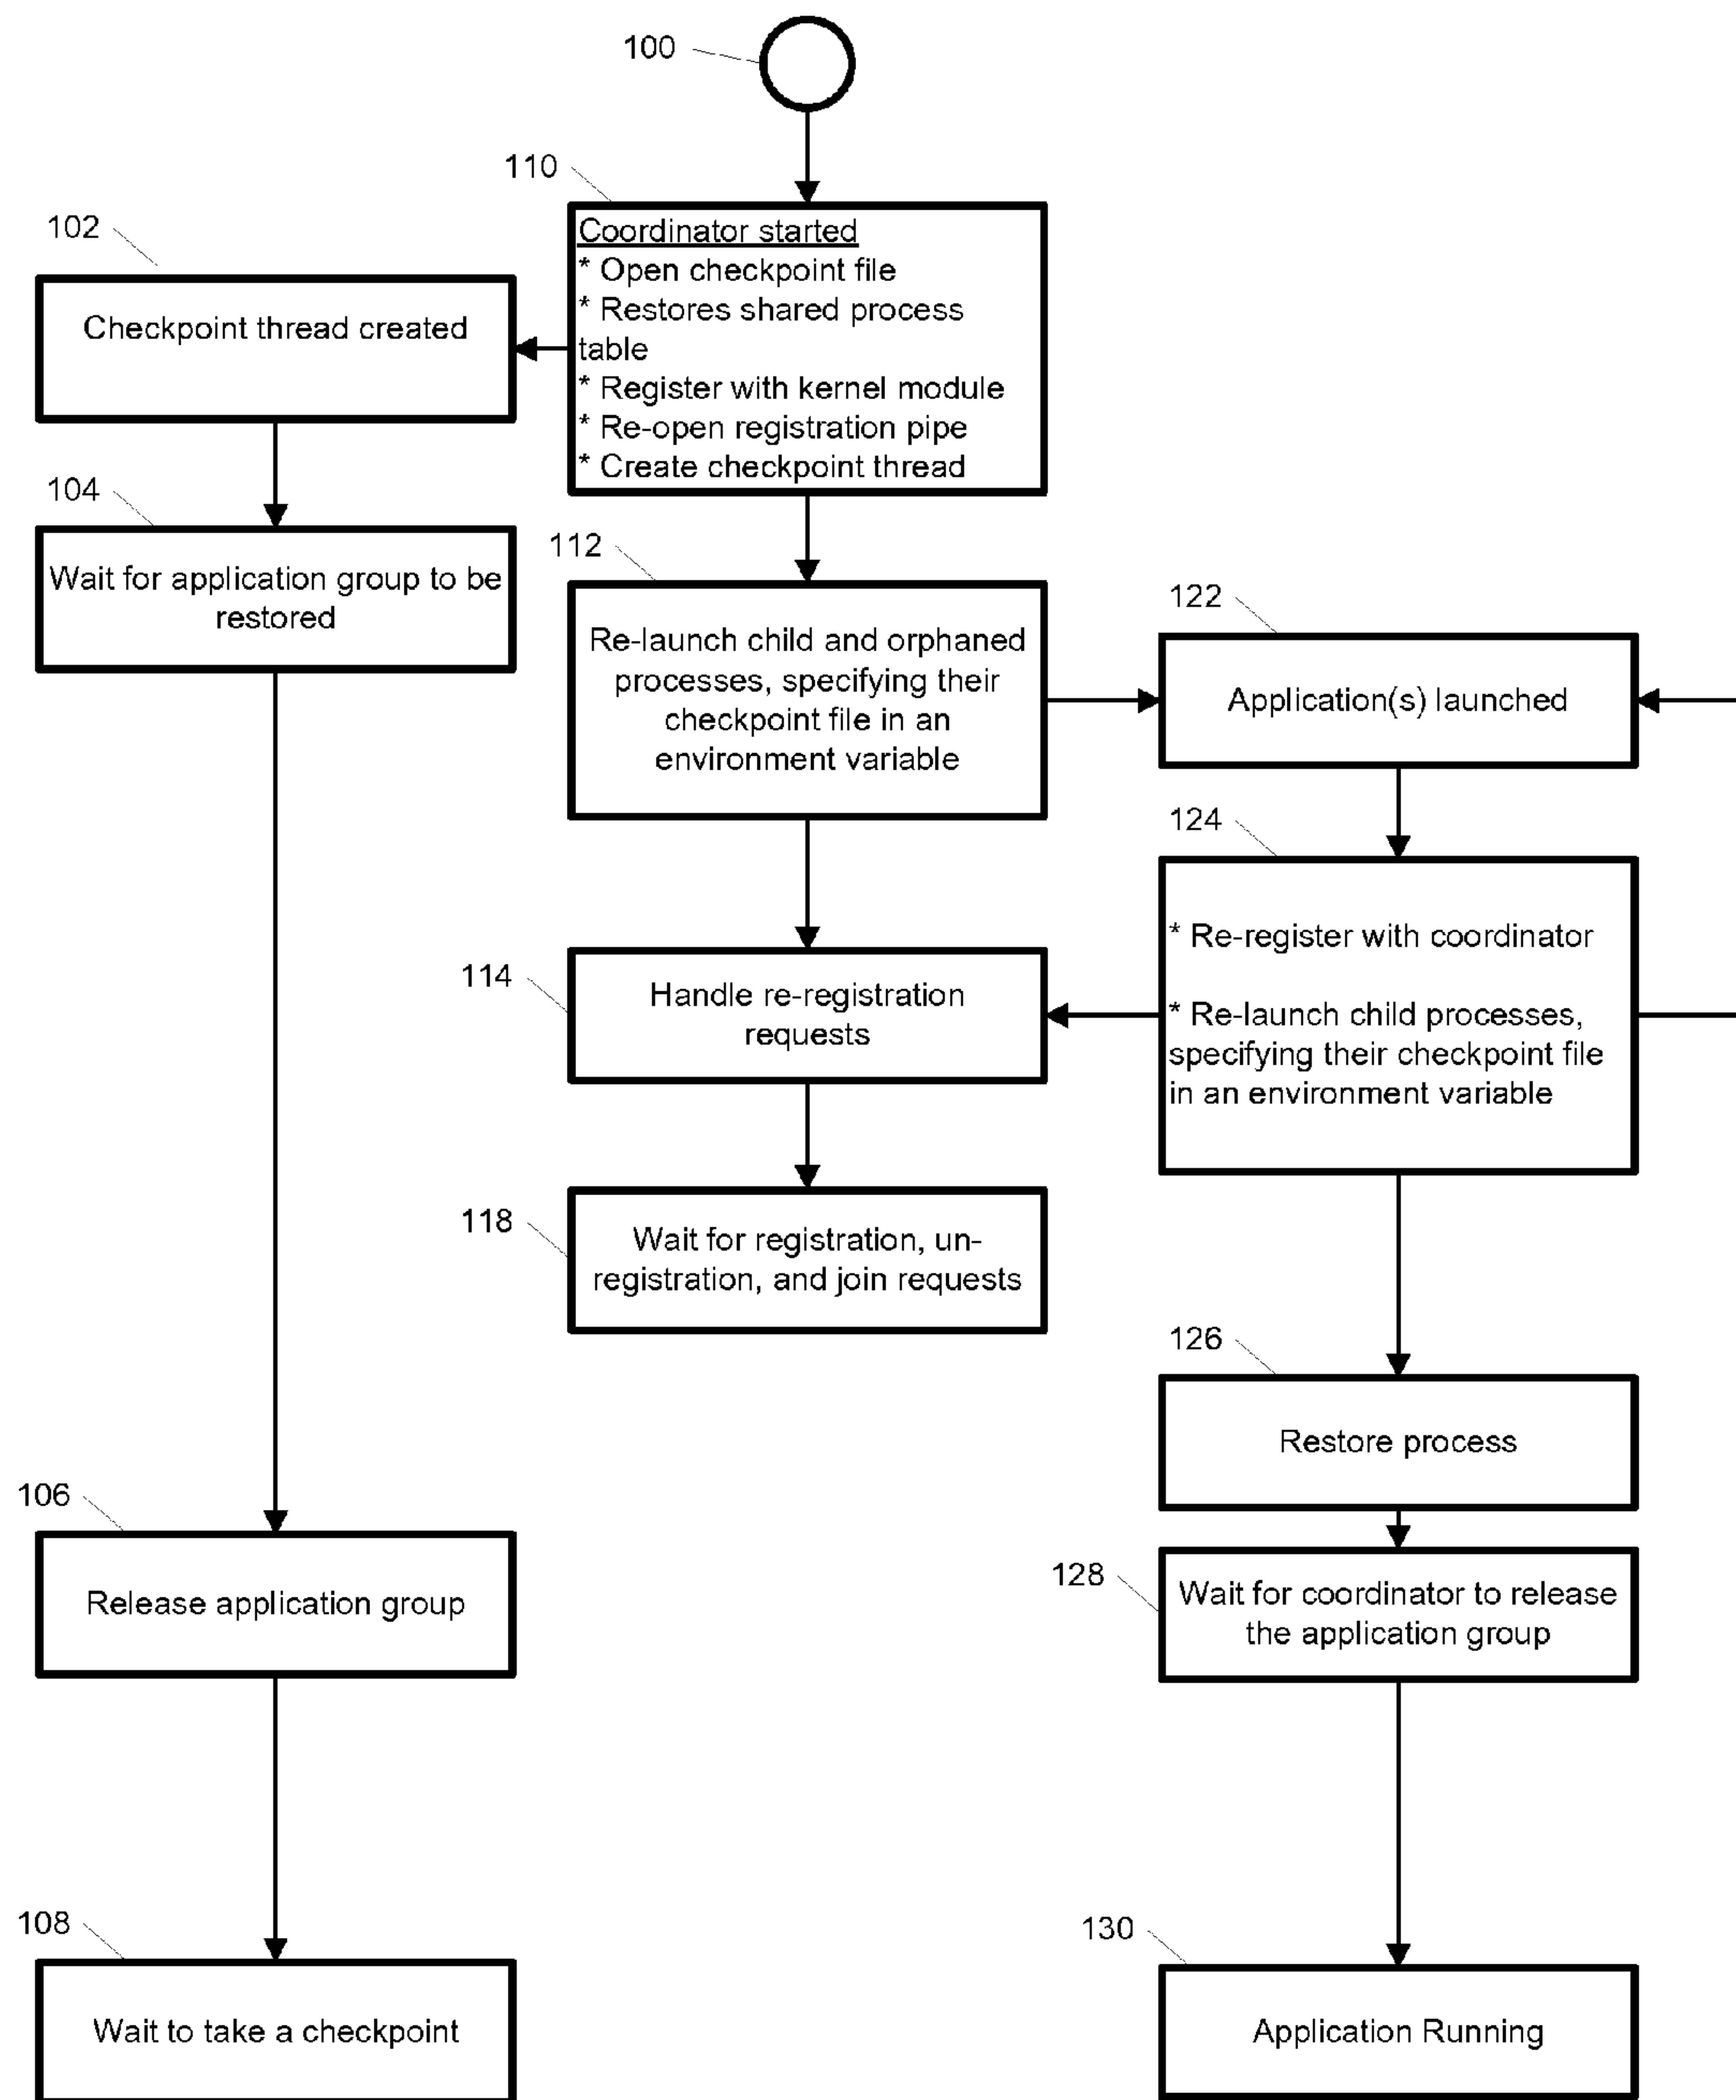 100
110
Coordinator started
* Open checkpoint file
* Restores shared process
table
* Register with kernel module
* Re-open registration pipe
* Create checkpoint thread
102
Checkpoint thread created
104
Wait for application group to be
restored
112
Re-launch child and orphaned
processes, specifying their
checkpoint file in an
environment variable
122
Application(s) launched
124
* Re-register with coordinator
* Re-launch child processes,
specifying their checkpoint file
in an environment variable
114
Handle re-registration
requests
118
Wait for registration, un-
registration, and join requests
126
Restore process
106
Release application group
128
Wait for coordinator to release
the application group
108
Wait to take a checkpoint
130
Application Running